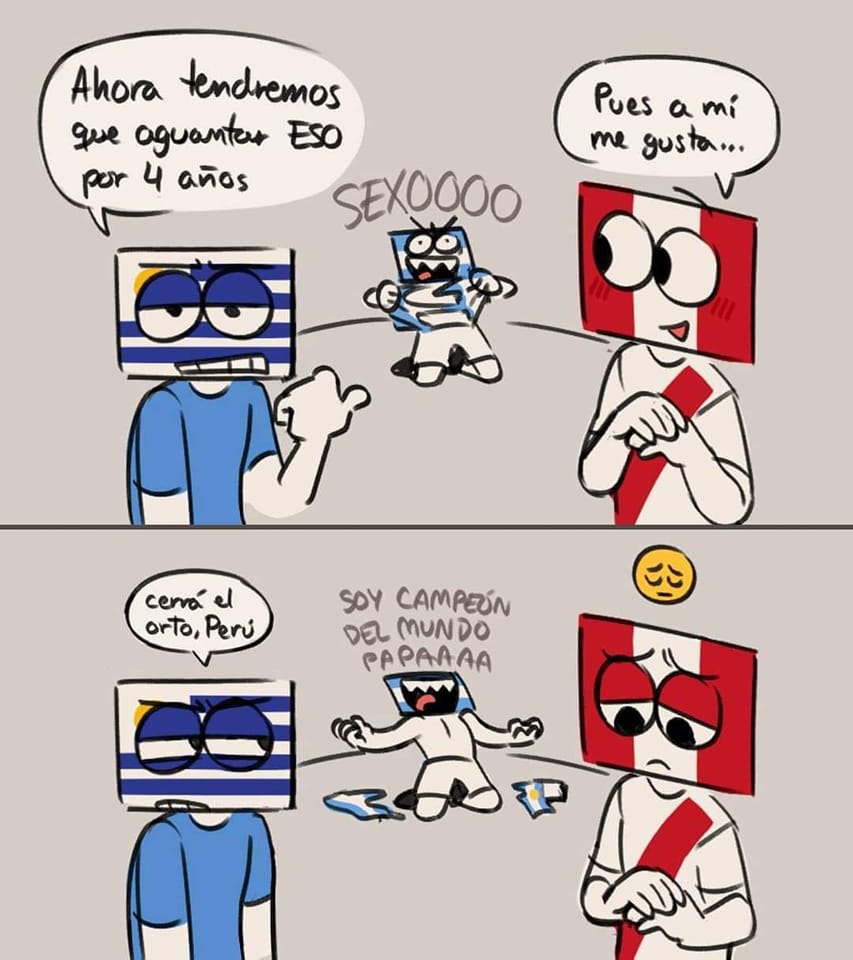 Ahora tendremos
que aguantar ESO
por 4 años
Pues a mí
me gusta...
SEXOOOO
cerrá el
orto, Perú
SOY CAMPEÓN
DEL MUNDO
PAPAAAA